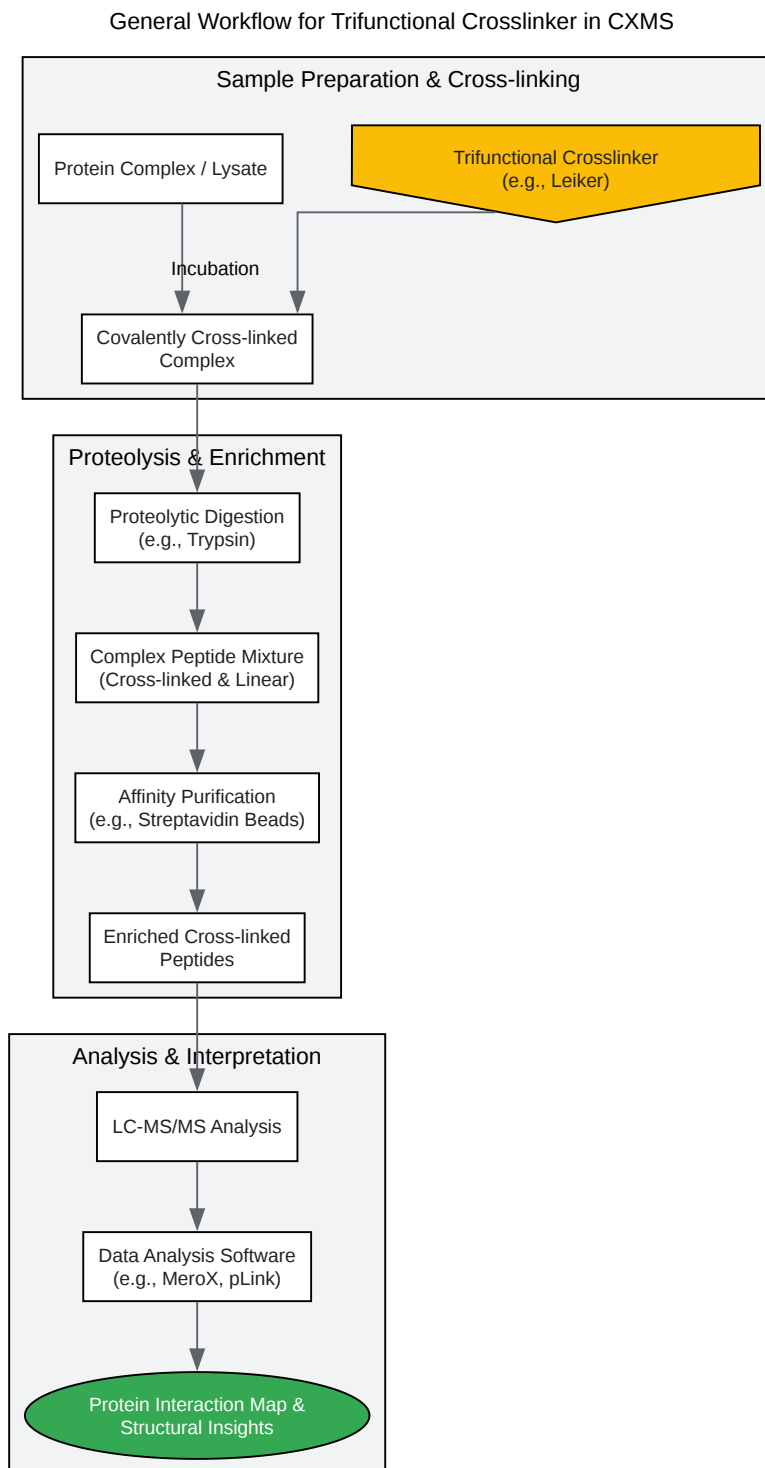 General Workflow for Trifunctional Crosslinker in CXMS
Sample Preparation & Cross-linking
Protein Complex / Lysate
Trifunctional Crosslinker
(e.g., Leiker)
Incubation
Covalently Cross-linked
Complex
Proteolysis & Enrichment
Proteolytic Digestion
(e.g., Trypsin)
Complex Peptide Mixture
(Cross-linked & Linear)
Affinity Purification
(e.g., Streptavidin Beads)
Enriched Cross-linked
Peptides
Analysis & Interpretation
LC-MS/MS Analysis
Data Analysis Software
(e.g., MeroX, pLink)
Protein Interaction Map &
Structural Insights